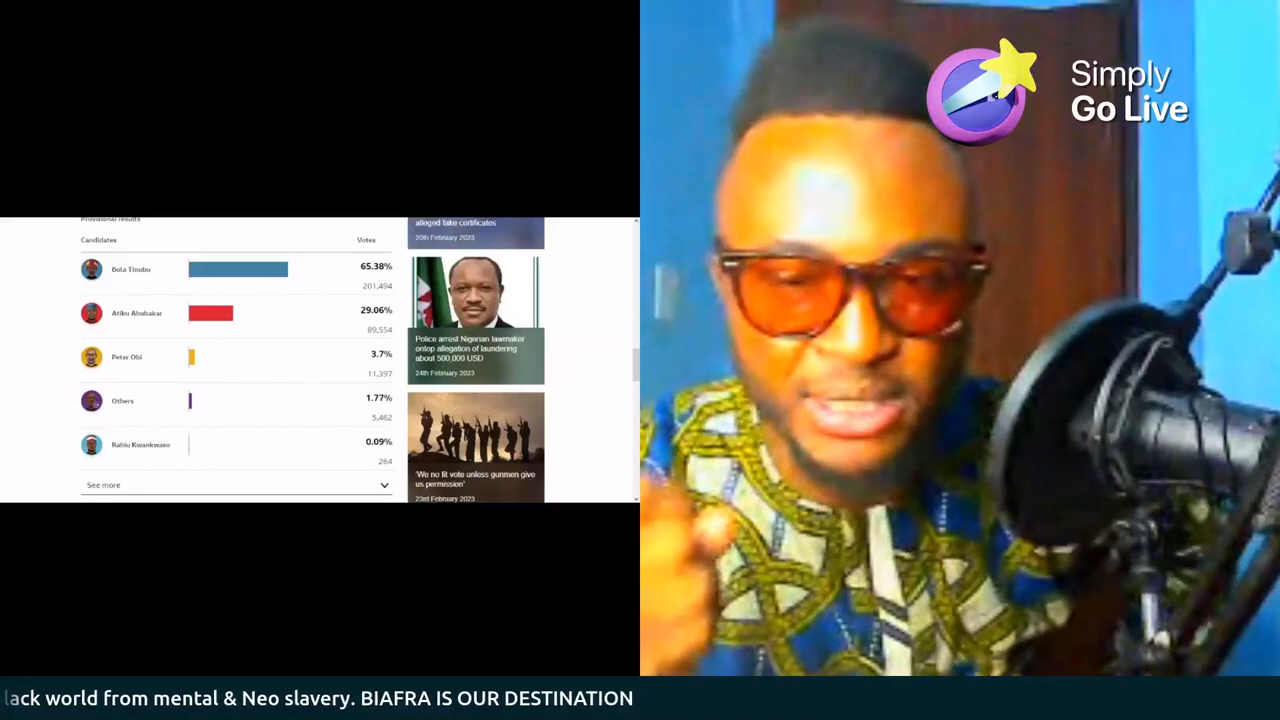 Provisional results
Candidates
Votes
Bola Tinubu
65.38%
201,494
Atiku Abubakar
29.06%
89,554
Peter Obi
3.7%
11,397
Others
1.77%
5,462
Rabiu Kwankwaso
0.09%
264
See more
alleged fake certificates
20th February 2023
Police arrest Nigerian lawmaker
ontop allegation of laundering
about 500,000 USD
24th February 2023
'We no fit vote unless gunmen give
us permission'
23rd February 2023
Simply
Go Live
lack world from mental & Neo slavery. BIAFRA IS OUR DESTINATION